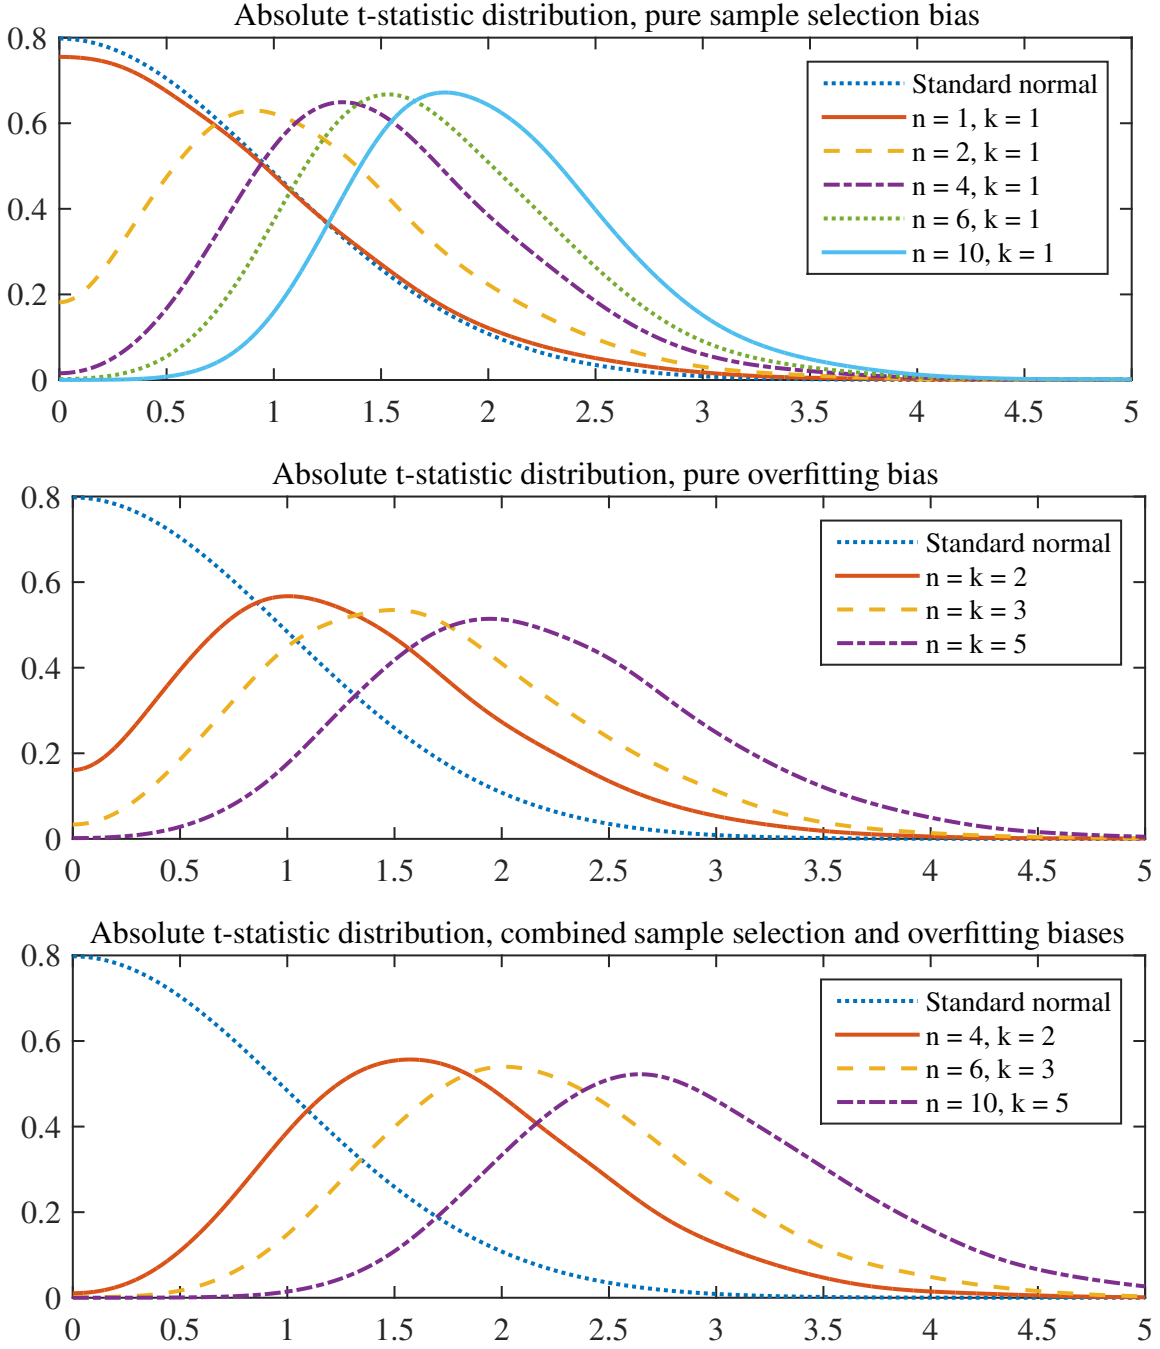 Absolute t-statistic distribution, pure sample selection bias
0.8
0.6
0.4
0.2
0
0 0.5 1 1.5 2 2.5 3 3.5 4 4.5 5
Standard normal
n = 1, k = 1
n = 2, k = 1
n = 4, k = 1
n = 6, k = 1
n = 10, k = 1
Absolute t-statistic distribution, pure overfitting bias
0.8
0.6
0.4
0.2
0
0 0.5 1 1.5 2 2.5 3 3.5 4 4.5 5
Standard normal
n = k = 2
n = k = 3
n = k = 5
Absolute t-statistic distribution, combined sample selection and overfitting biases
0.8
0.6
0.4
0.2
0
0 0.5 1 1.5 2 2.5 3 3.5 4 4.5 5
Standard normal
n = 4, k = 2
n = 6, k = 3
n = 10, k = 5